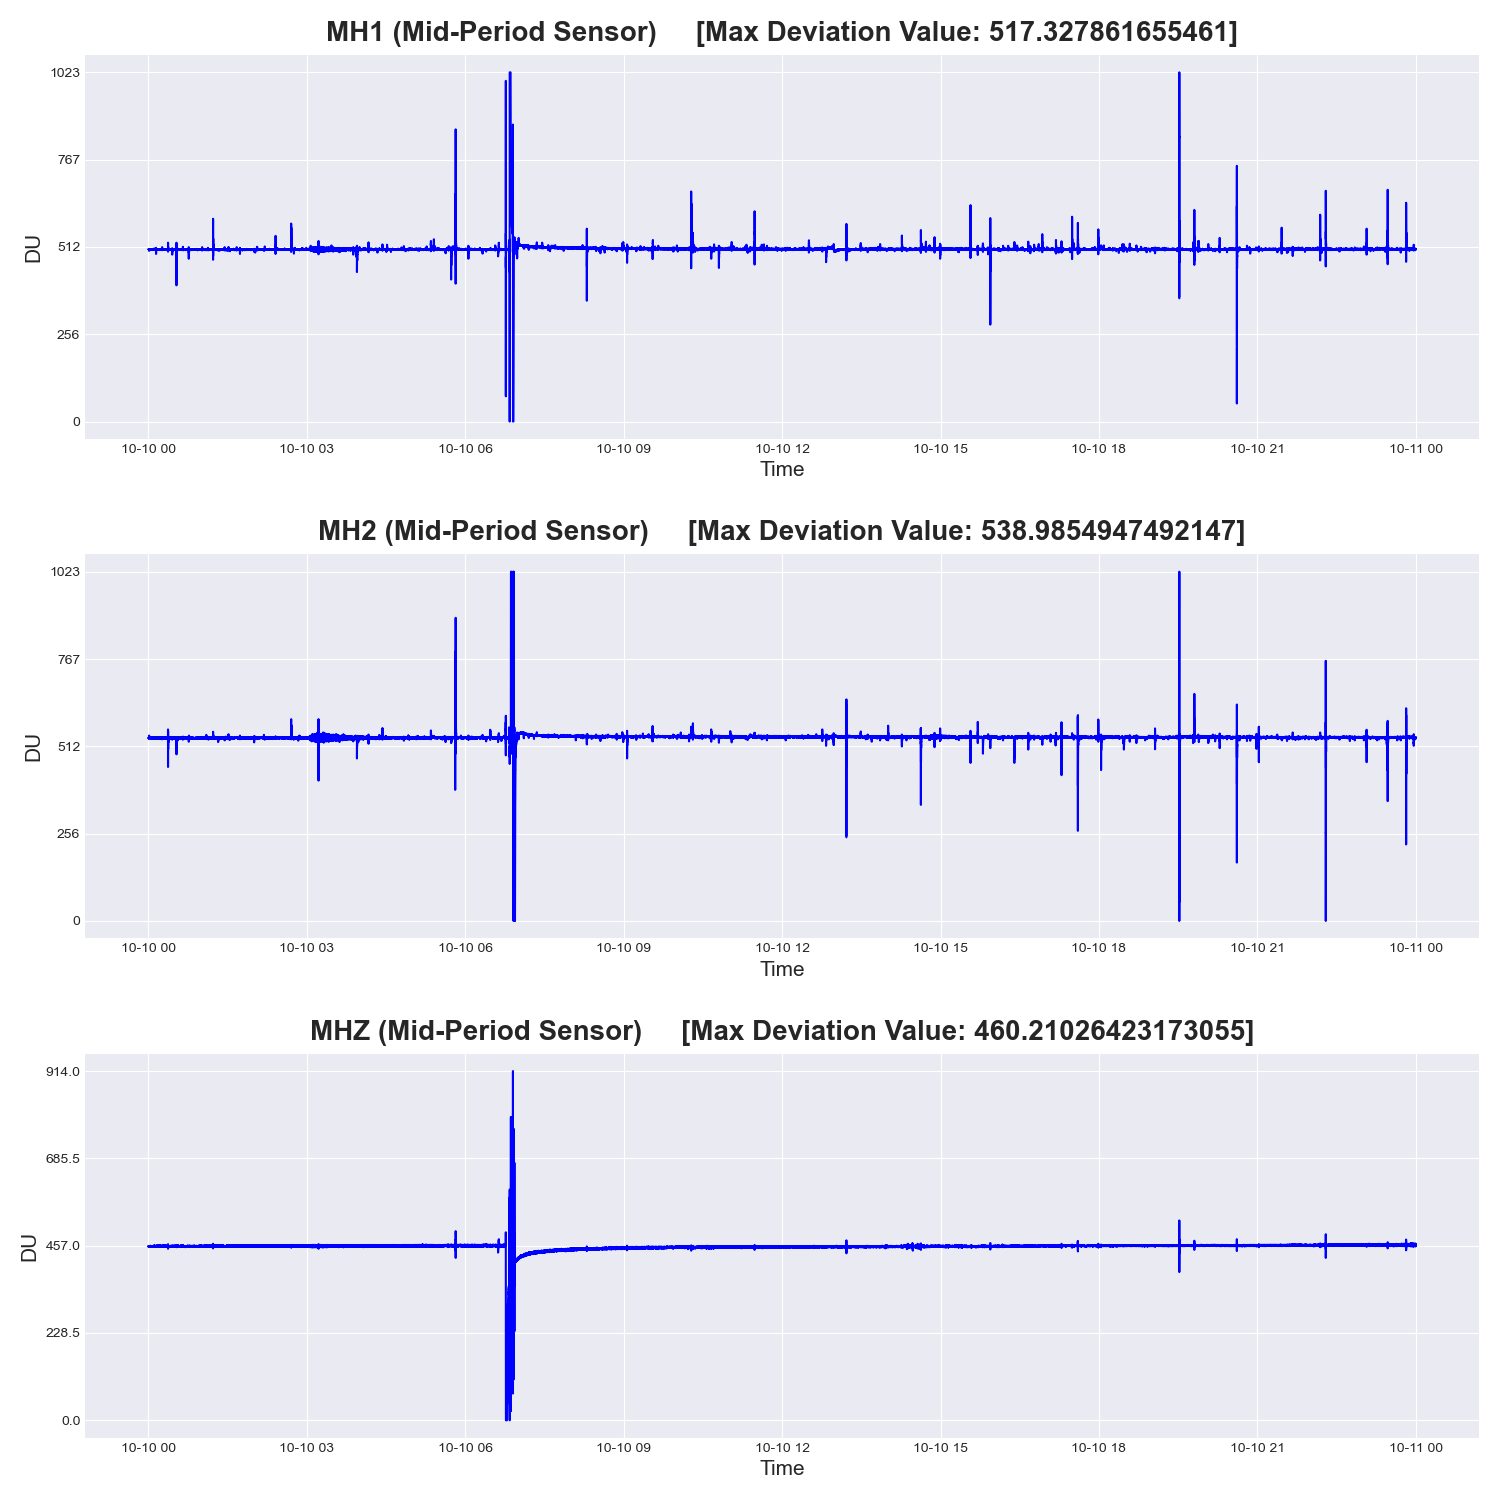 MH1 (Mid-Period Sensor) [Max Deviation Value: 517.327861655461]
1023
767
512
256
0
DU
10-10 00 10-10 03 10-10 06 10-10 09 10-10 12 10-10 15 10-10 18 10-10 21 10-11 00
Time
MH2 (Mid-Period Sensor) [Max Deviation Value: 538.9854947492147]
1023
767
512
256
0
DU
10-10 00 10-10 03 10-10 06 10-10 09 10-10 12 10-10 15 10-10 18 10-10 21 10-11 00
Time
MHZ (Mid-Period Sensor) [Max Deviation Value: 460.21026423173055]
914.0
685.5
457.0
228.5
0.0
DU
10-10 00 10-10 03 10-10 06 10-10 09 10-10 12 10-10 15 10-10 18 10-10 21 10-11 00
Time